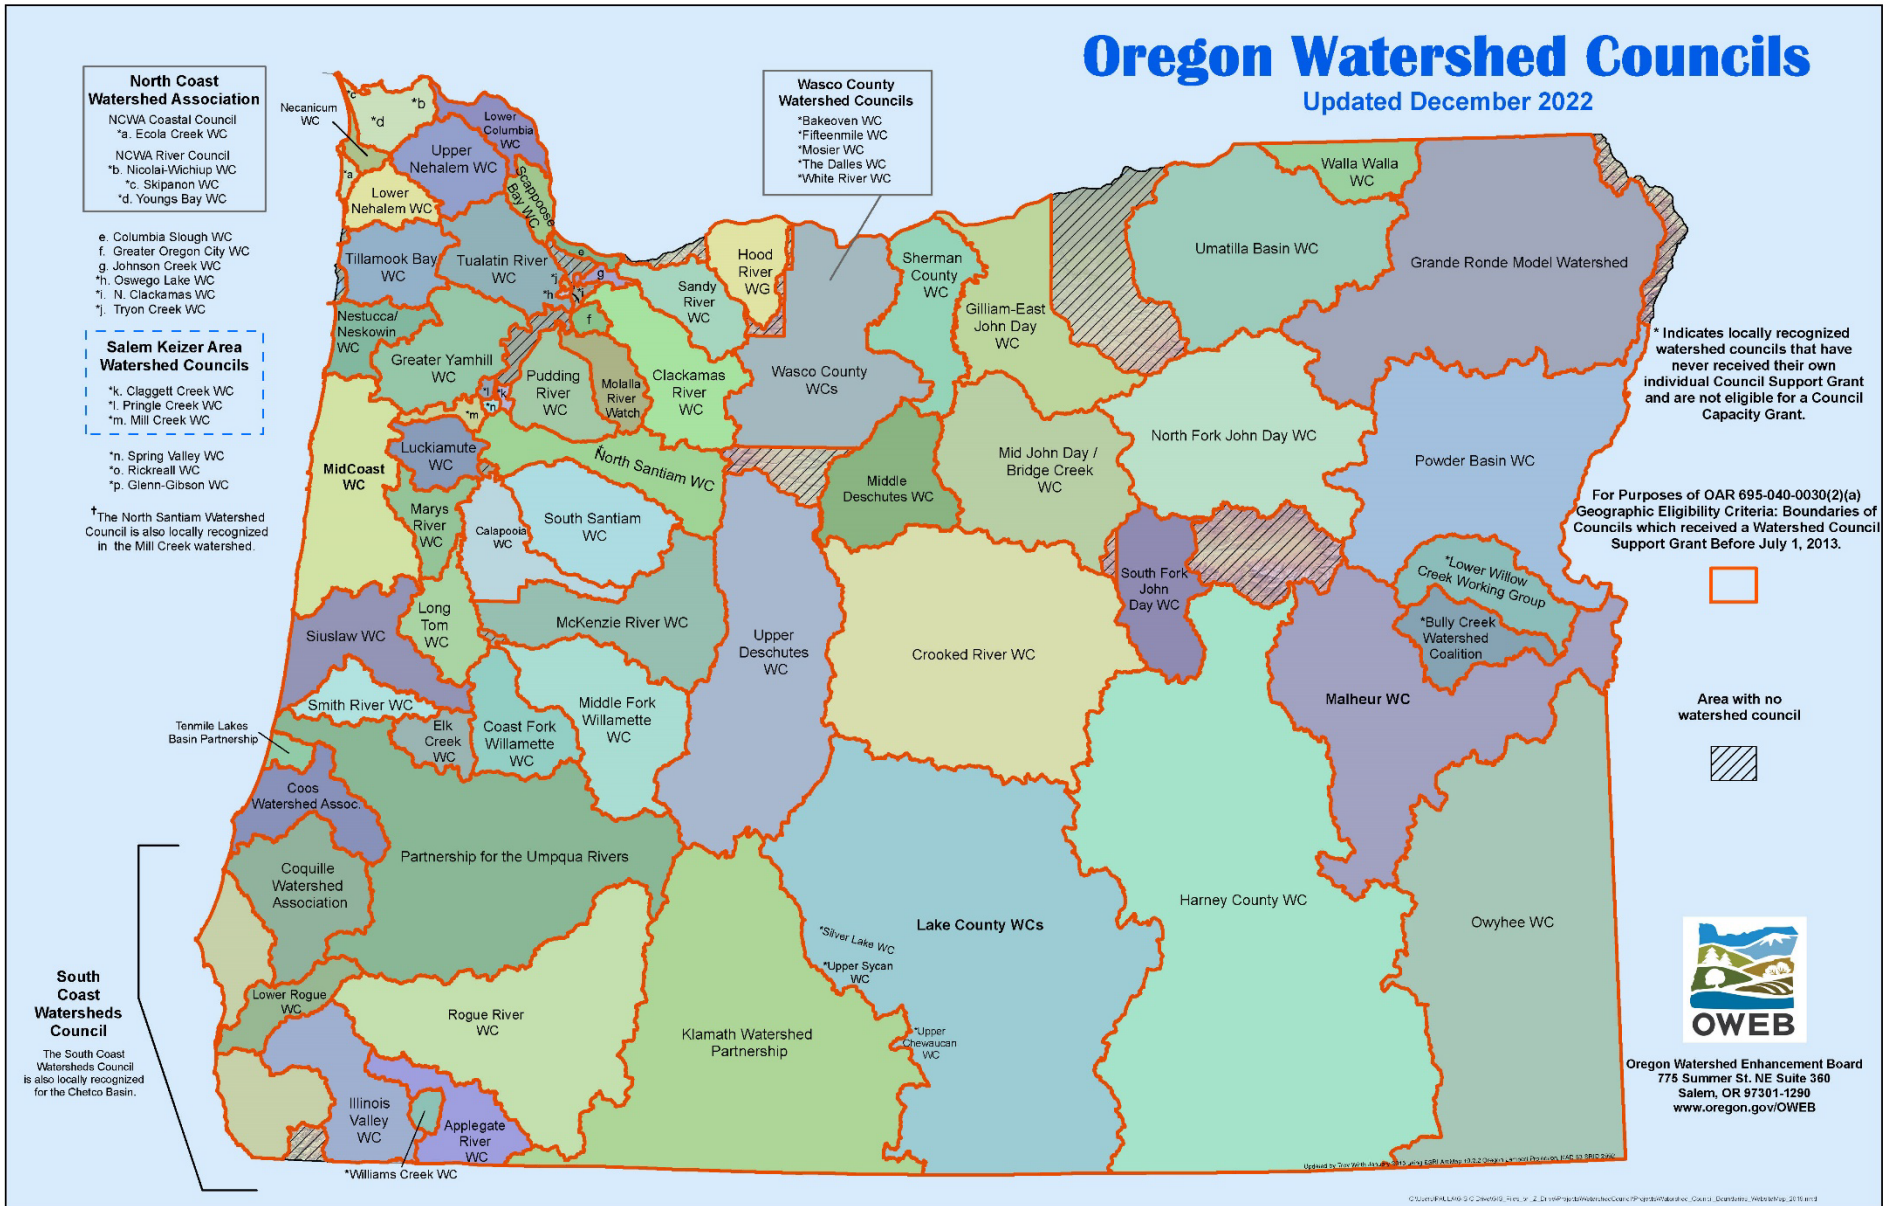 Oregon Watershed Councils
Updated December 2022
North Coast
Watershed Association
NCWA Coastal Council
*a. Ecola Creek WC
NCWA River Council
*b. Nicolai-Wichiup WC
*c. Skipanon WC
*d. Youngs Bay WC
e. Columbia Slough WC
f. Greater Oregon City WC
g. Johnson Creek WC
*h. Oswego Lake WC
*i. N. Clackamas WC
*j. Tryon Creek WC
Salem Keizer Area
Watershed Councils
*k. Claggett Creek WC
*l. Pringle Creek WC
*m. Mill Creek WC
*n. Spring Valley WC
*o. Rickreall WC
*p. Glenn-Gibson WC
†The North Santiam Watershed
Council is also locally recognized
in the Mill Creek watershed.
Wasco County
Watershed Councils
*Bakeoven WC
*Fifteenmile WC
*Mosier WC
*The Dalles WC
*White River WC
Necanicum
WC
*c
*b
*d
*a
Lower
Columbia
WC
Upper
Nehalem WC
Scappoose
Bay WC
Lower
Nehalem WC
Tillamook Bay
WC
Tualatin River
WC
e
g
*j
*h
*i
f
Sandy
River
WC
Hood
River
WG
Sherman
County
WC
Gilliam-East
John Day
WC
Umatilla Basin WC
Walla Walla
WC
Grande Ronde Model Watershed
Nestucca/
Neskowin
WC
Greater Yamhill
WC
Pudding
River
WC
Molalla
River
Watch
Clackamas
River
WC
Wasco County
WCs
*l
*k
*n
*m
Luckiamute
WC
†
North Santiam WC
MidCoast
WC
Marys
River
WC
Calapooia
WC
South Santiam
WC
Middle
Deschutes WC
Mid John Day /
Bridge Creek
WC
North Fork John Day WC
Powder Basin WC
South Fork
John
Day WC
*Lower Willow
Creek Working Group
*Bully Creek
Watershed
Coalition
Long
Tom
WC
McKenzie River WC
Upper
Deschutes
WC
Crooked River WC
Malheur WC
Siuslaw WC
Smith River WC
Elk
Creek
WC
Coast Fork
Willamette
WC
Middle Fork
Willamette
WC
Tenmile Lakes
Basin Partnership
Coos
Watershed Assoc.
Coquille
Watershed
Association
Partnership for the Umpqua Rivers
Harney County WC
Owyhee WC
Lake County WCs
*Silver Lake WC
*Upper Sycan
WC
*Upper
Chewaucan
WC
Lower Rogue
WC
Rogue River
WC
Klamath Watershed
Partnership
Illinois
Valley
WC
Applegate
River
WC
*Williams Creek WC
South
Coast
Watersheds
Council
The South Coast
Watersheds Council
is also locally recognized
for the Chetco Basin.
* Indicates locally recognized
watershed councils that have
never received their own
individual Council Support Grant
and are not eligible for a Council
Capacity Grant.
For Purposes of OAR 695-040-0030(2)(a)
Geographic Eligibility Criteria: Boundaries of
Councils which received a Watershed Council
Support Grant Before July 1, 2013.
Area with no
watershed council
OWEB
Oregon Watershed Enhancement Board
775 Summer St. NE Suite 360
Salem, OR 97301-1290
www.oregon.gov/OWEB